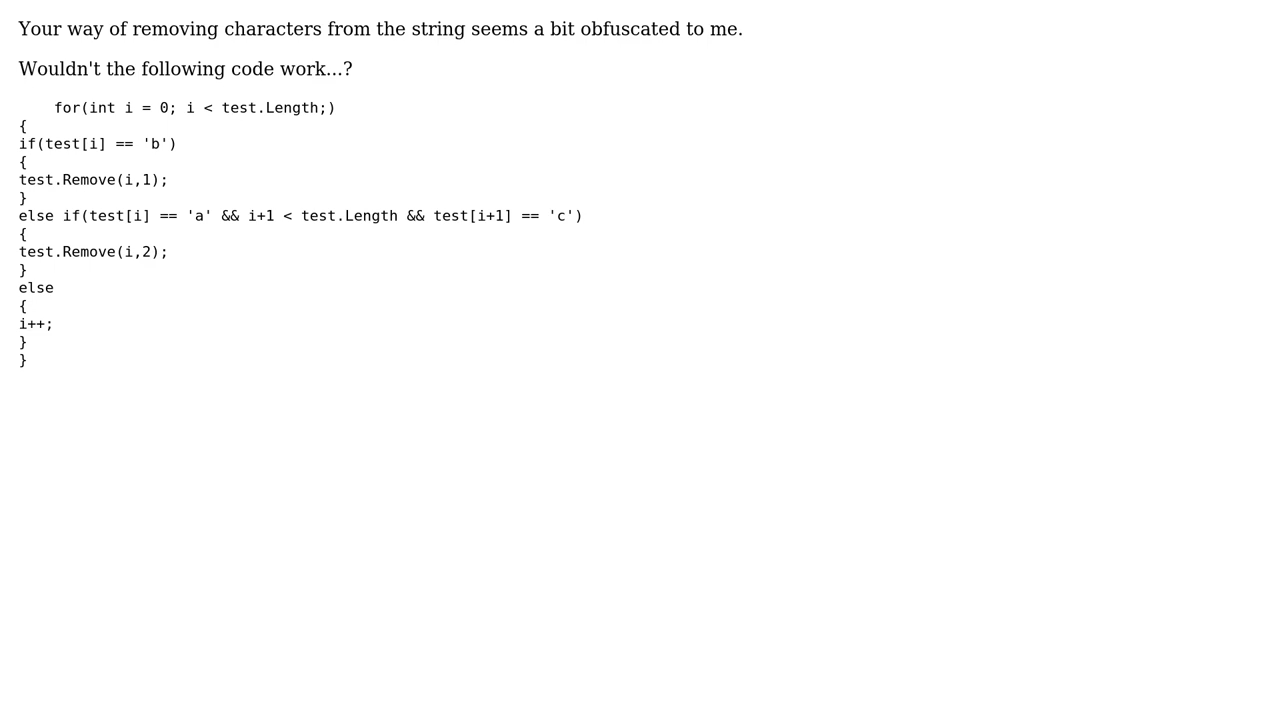 Your way of removing characters from the string seems a bit obfuscated to me.
Wouldn't the following code work...?
    for(int i = 0; i < test.Length;)
{
if(test[i] == 'b')
{
test.Remove(i,1);
}
else if(test[i] == 'a' && i+1 < test.Length && test[i+1] == 'c')
{
test.Remove(i,2);
}
else
{
i++;
}
}